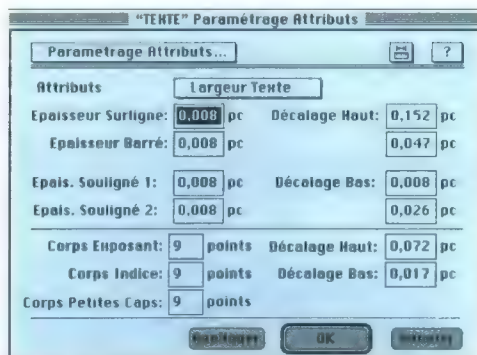 "TEXTE" Paramétrage Attributs
Parametrage Attributs... ?
Attributs Largeur Texte
Epaisseur Surligne: 0,008 pc Décalage Haut: 0,152 pc
Epaisseur Barré: 0,008 pc 0,047 pc
Epais. Souligné 1: 0,008 pc Décalage Bas: 0,008 pc
Epais. Souligné 2: 0,008 pc 0,026 pc
Corps Exposant: 9 points Décalage Haut: 0,072 pc
Corps Indice: 9 points Décalage Bas: 0,017 pc
Corps Petites Caps: 9 points
OK